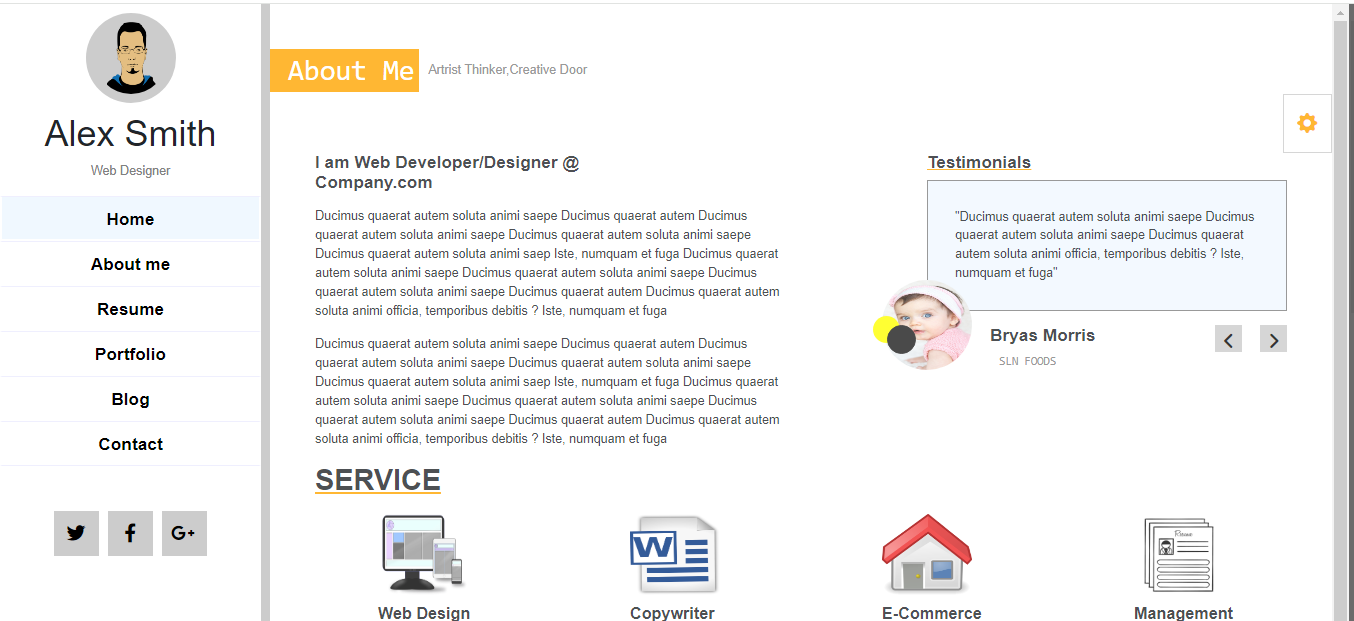 Alex Smith
Web Designer
Home
About me
Resume
Portfolio
Blog
Contact
G+
About Me
Artrist Thinker,Creative Door
I am Web Developer/Designer @
Company.com
Ducimus quaerat autem soluta animi saepe Ducimus quaerat autem Ducimus
quaerat autem soluta animi saepe Ducimus quaerat autem soluta animi saepe
Ducimus quaerat autem soluta animi saep Iste, numquam et fuga Ducimus quaerat
autem soluta animi saepe Ducimus quaerat autem soluta animi saepe Ducimus
quaerat autem soluta animi saepe Ducimus quaerat autem Ducimus quaerat autem
soluta animi officia, temporibus debitis ? Iste, numquam et fuga
Ducimus quaerat autem soluta animi saepe Ducimus quaerat autem Ducimus
quaerat autem soluta animi saepe Ducimus quaerat autem soluta animi saepe
Ducimus quaerat autem soluta animi saep Iste, numquam et fuga Ducimus quaerat
autem soluta animi saepe Ducimus quaerat autem soluta animi saepe Ducimus
quaerat autem soluta animi saepe Ducimus quaerat autem Ducimus quaerat autem
soluta animi officia, temporibus debitis ? Iste, numquam et fuga
Testimonials
"Ducimus quaerat autem soluta animi saepe Ducimus
quaerat autem soluta animi saepe Ducimus quaerat
autem soluta animi officia, temporibus debitis ? Iste,
numquam et fuga"
Bryas Morris
SLN FOODS
SERVICE
W
Resume
Web Design
Copywriter
E-Commerce
Management